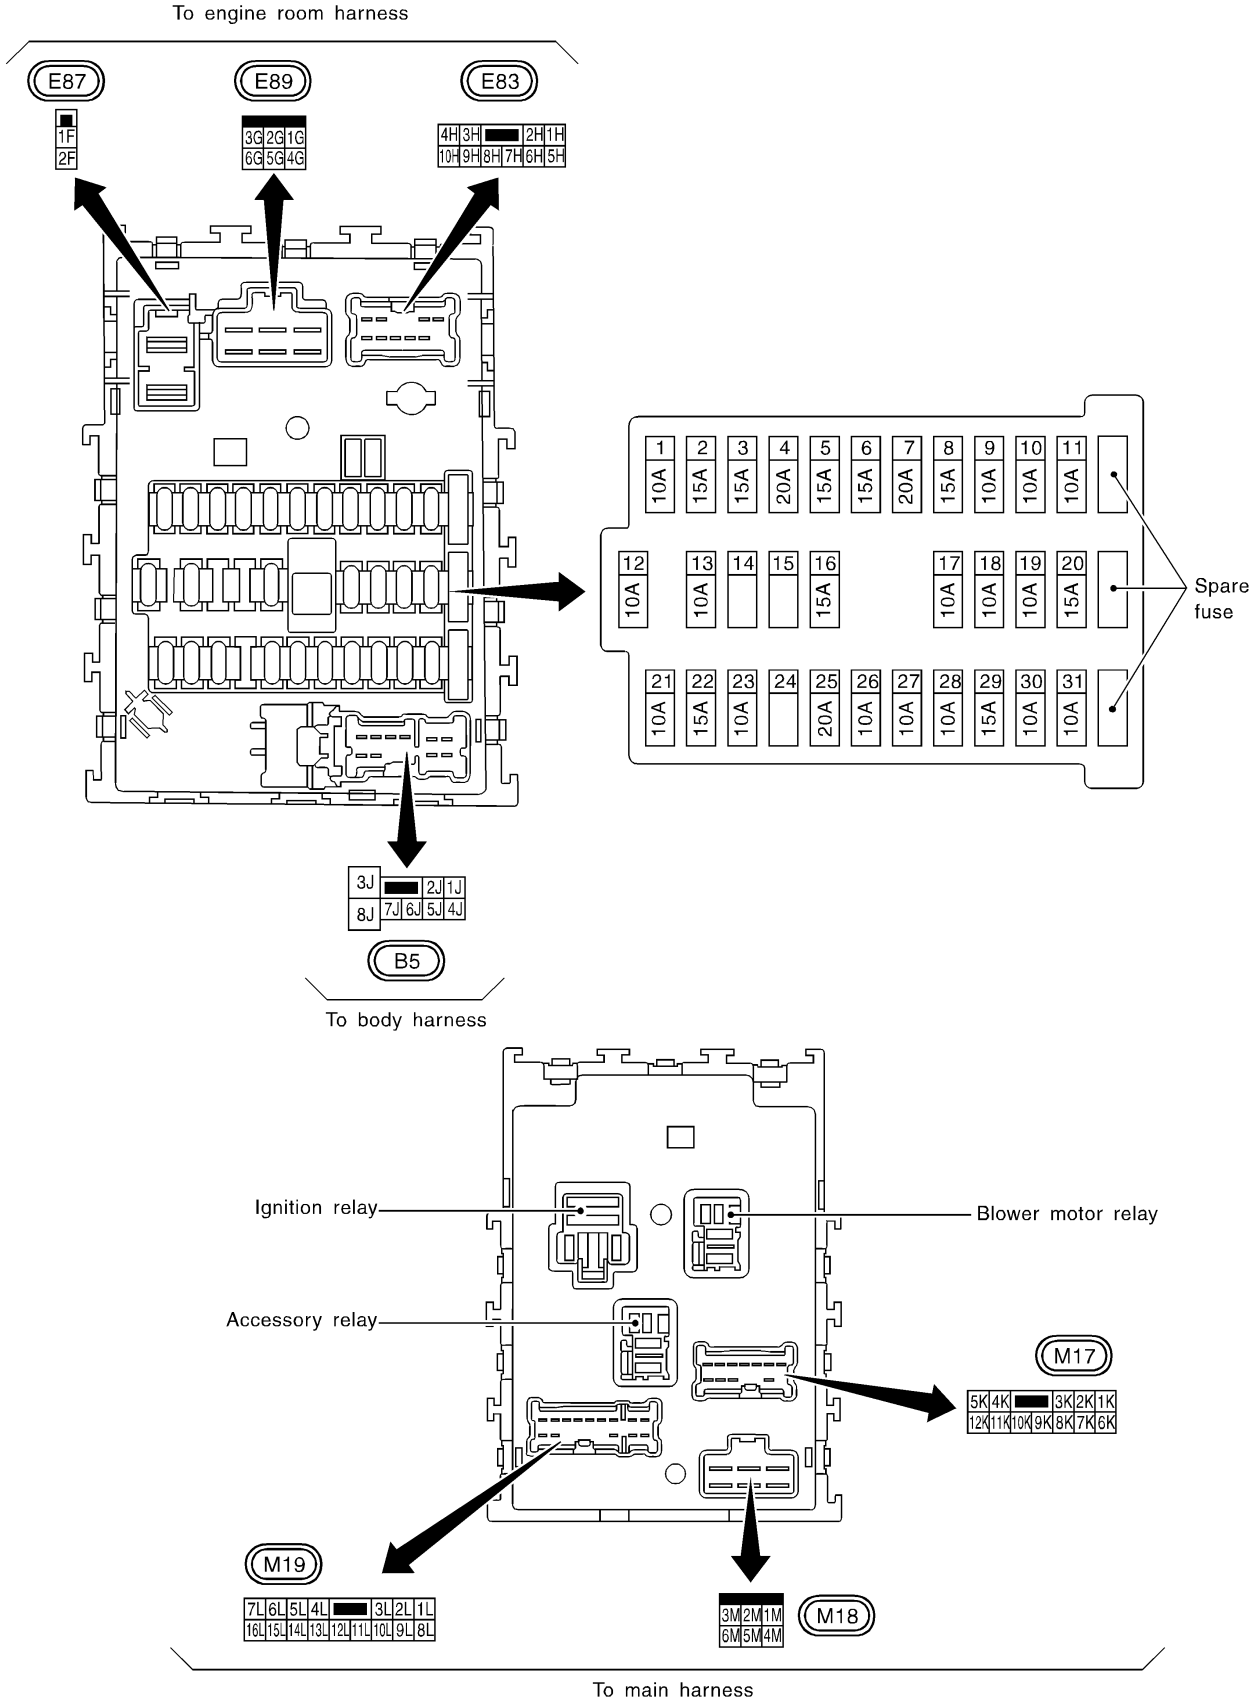 To engine room harness
E87 E89 E83
1F
2F
3G 2G 1G
6G 5G 4G
4H 3H 2H 1H
10H 9H 8H 7H 6H 5H
1 2 3 4 5 6 7 8 9 10 11
10A 15A 15A 20A 15A 15A 20A 15A 10A 10A 10A
12 13 14 15 16 17 18 19 20
10A 10A 15A 10A 10A 10A 15A
Spare
fuse
21 22 23 24 25 26 27 28 29 30 31
10A 15A 10A 20A 10A 10A 10A 15A 10A 10A
3J 2J 1J
8J 7J 6J 5J 4J
B5
To body harness
Ignition relay
Blower motor relay
Accessory relay
M17
5K 4K 3K 2K 1K
12K 11K 10K 9K 8K 7K 6K
M19
7L 6L 5L 4L 3L 2L 1L
16L 15L 14L 13L 12L 11L 10L 9L 8L
3M 2M 1M
6M 5M 4M
M18
To main harness